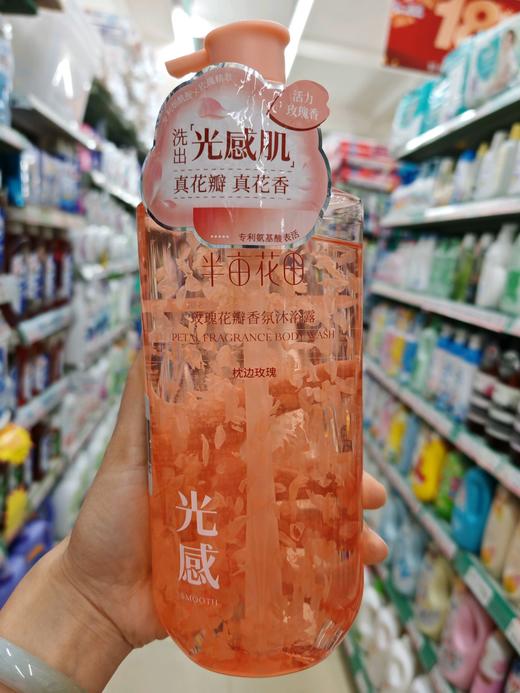 活力
玫瑰香
洗出「光感肌」
真花瓣 真花香
专利氨基酸表活
半亩花田
玫瑰花瓣香氛沐浴露
PETAL FRAGRANCE BODY WASH
枕边玫瑰
光感
SMOOTH
18